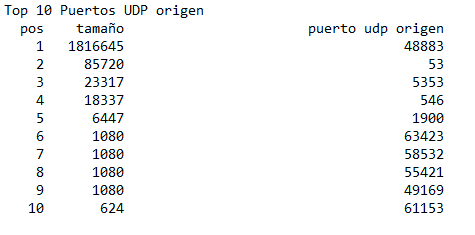 Top 10 Puertos UDP origen
pos tamaño puerto udp origen
1 1816645 48883
2 85720 53
3 23317 5353
4 18337 546
5 6447 1900
6 1080 63423
7 1080 58532
8 1080 55421
9 1080 49169
10 624 61153